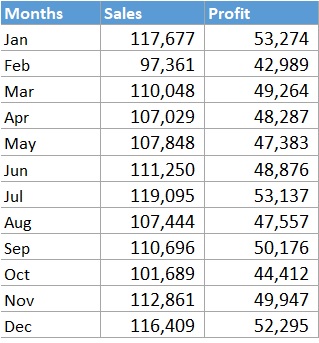 Months Sales Profit
Jan 117,677 53,274
Feb 97,361 42,989
Mar 110,048 49,264
Apr 107,029 48,287
May 107,848 47,383
Jun 111,250 48,876
Jul 119,095 53,137
Aug 107,444 47,557
Sep 110,696 50,176
Oct 101,689 44,412
Nov 112,861 49,947
Dec 116,409 52,295